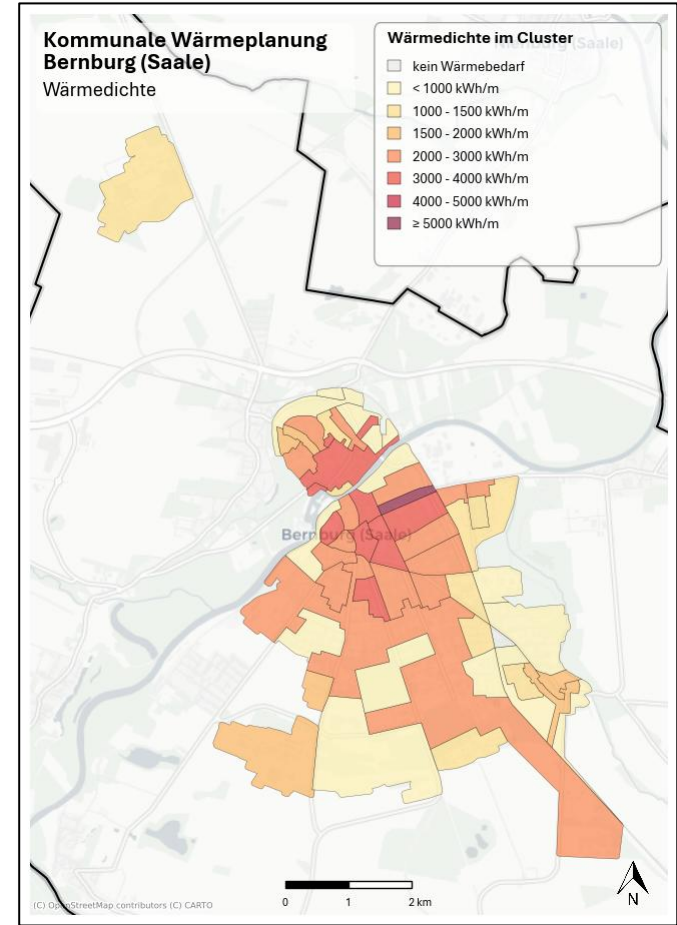 Kommunale Wärmeplanung
Bernburg (Saale)
Wärmedichte
Wärmedichte im Cluster
Nienburg (Saale)
kein Wärmebedarf
< 1000 kWh/m
1000 - 1500 kWh/m
1500 - 2000 kWh/m
2000 - 3000 kWh/m
3000 - 4000 kWh/m
4000 - 5000 kWh/m
≥ 5000 kWh/m
Bernburg (Saale)
0 1 2 km
N
(C) OpenStreetMap contributors (C) CARTO